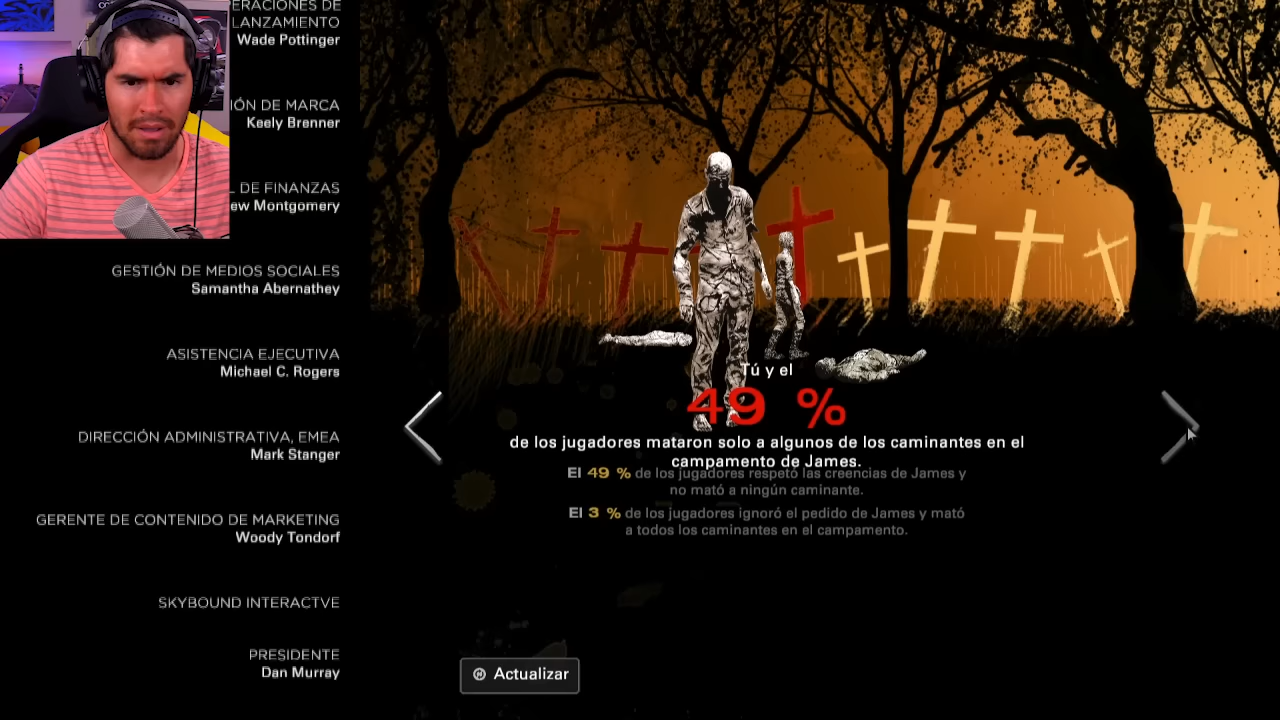 ERACIONES DE
LANZAMIENTO
Wade Pottinger
IÓN DE MARCA
Keely Brenner
L DE FINANZAS
ew Montgomery
GESTIÓN DE MEDIOS SOCIALES
Samantha Abernathey
ASISTENCIA EJECUTIVA
Michael C. Rogers
DIRECCIÓN ADMINISTRATIVA, EMEA
Mark Stanger
GERENTE DE CONTENIDO DE MARKETING
Woody Tondorf
SKYBOUND INTERACTVE
PRESIDENTE
Dan Murray
Tú y el
49 %
de los jugadores mataron solo a algunos de los caminantes en el
campamento de James.
El 49 % de los jugadores respetó las creencias de James y
no mató a ningún caminante.
El 3 % de los jugadores ignoró el pedido de James y mató
a todos los caminantes en el campamento.
Actualizar